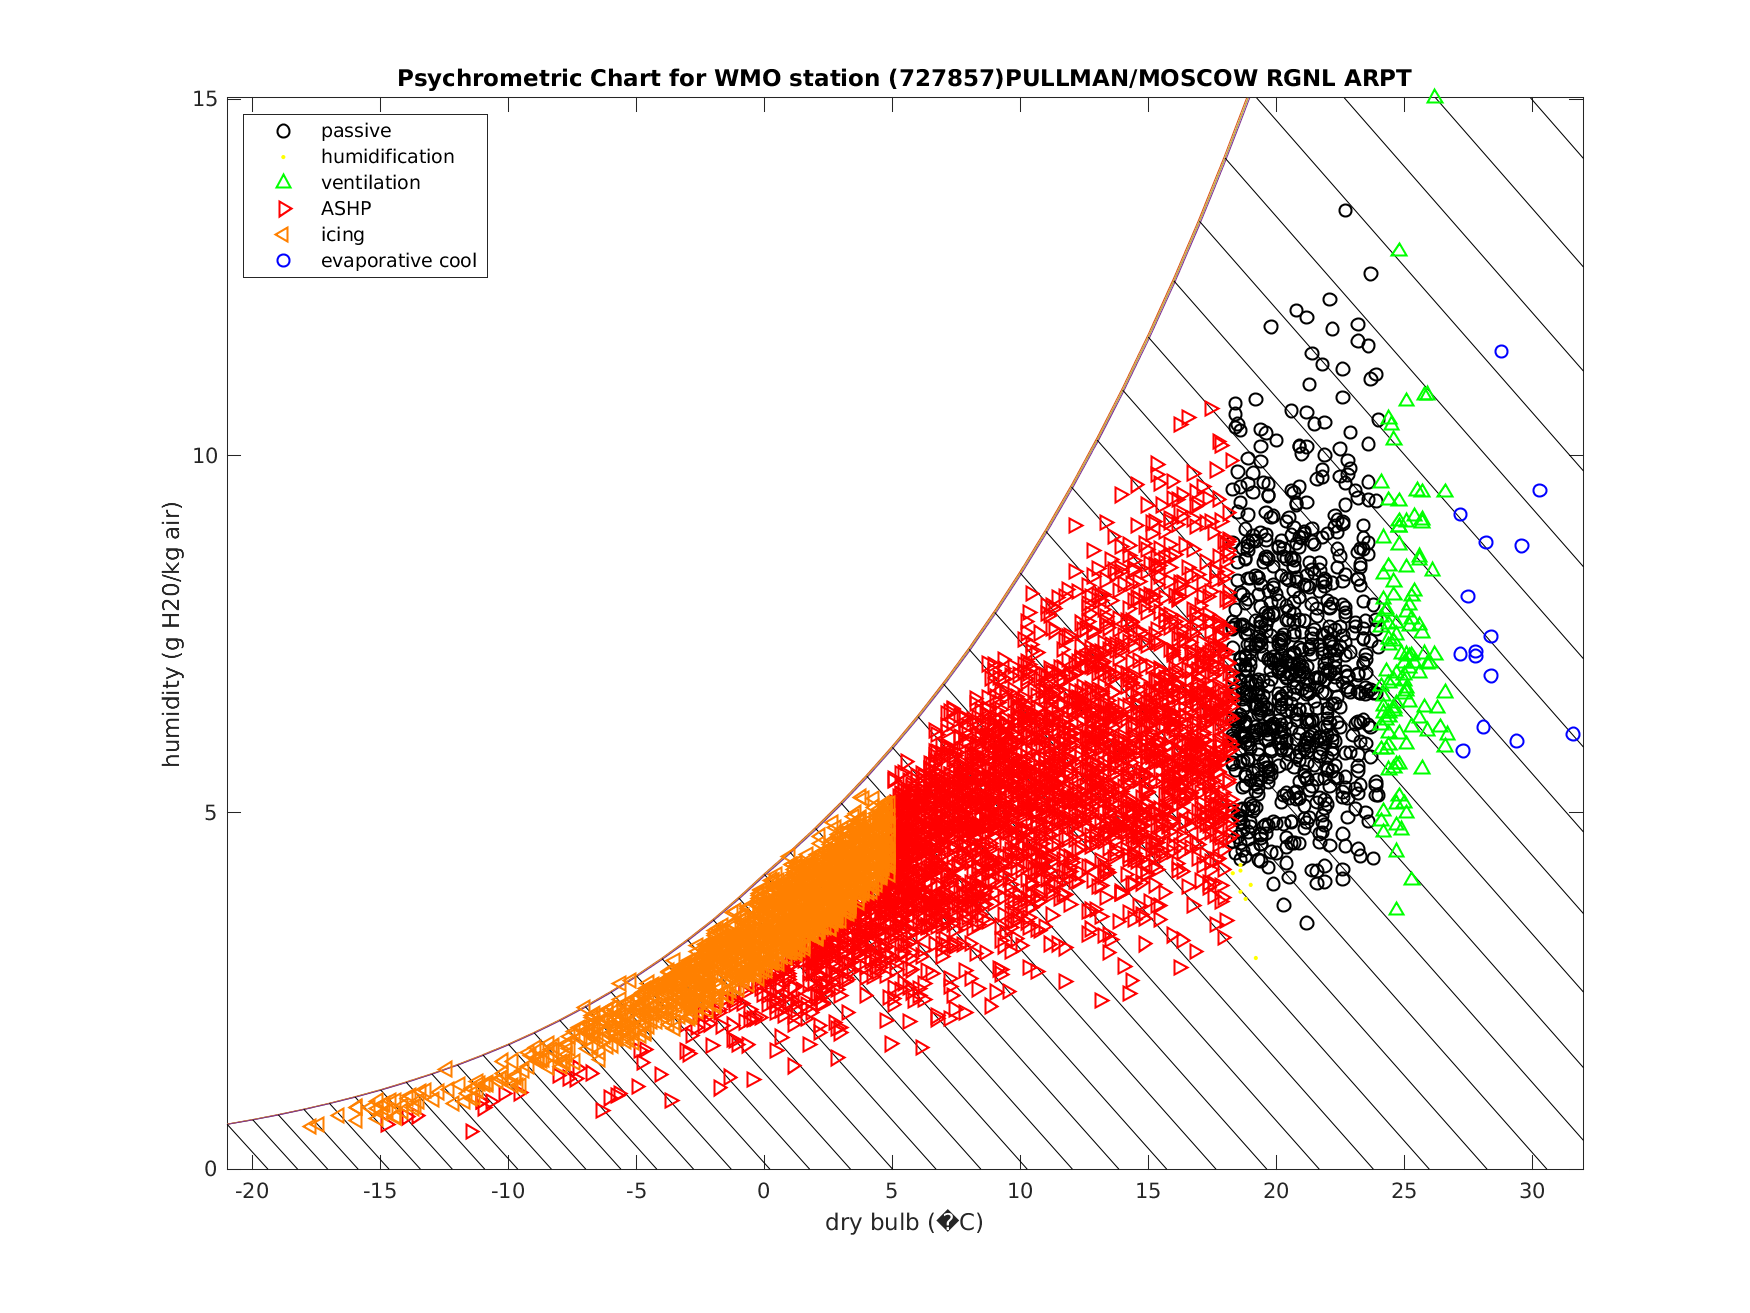 Psychrometric Chart for WMO station (727857)PULLMAN/MOSCOW RGNL ARPT
passive
humidification
ventilation
ASHP
icing
evaporative cool
humidity (g H20/kg air)
15
10
5
0
-20 -15 -10 -5 0 5 10 15 20 25 30
dry bulb (�C)